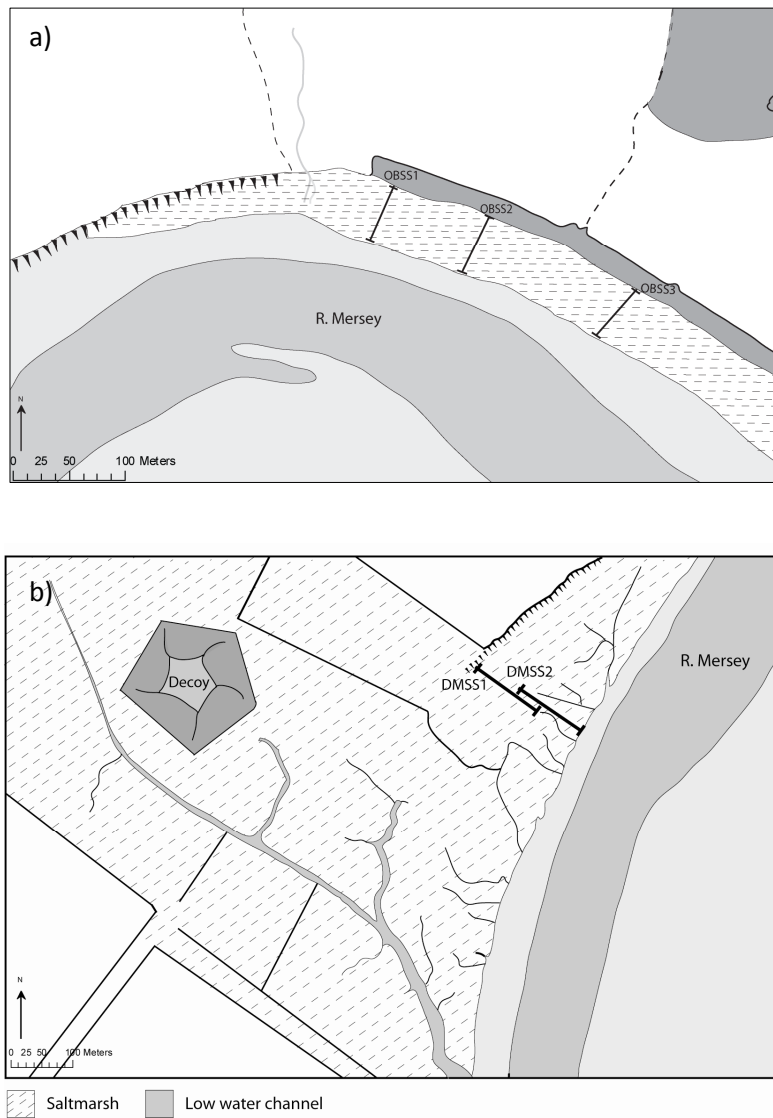 a)
OBSS1
OBSS2
OBSS3
R. Mersey
N
0 25 50 100 Meters
b)
Decoy
DMSS1
DMSS2
R. Mersey
N
0 25 50 100 Meters
Saltmarsh
Low water channel